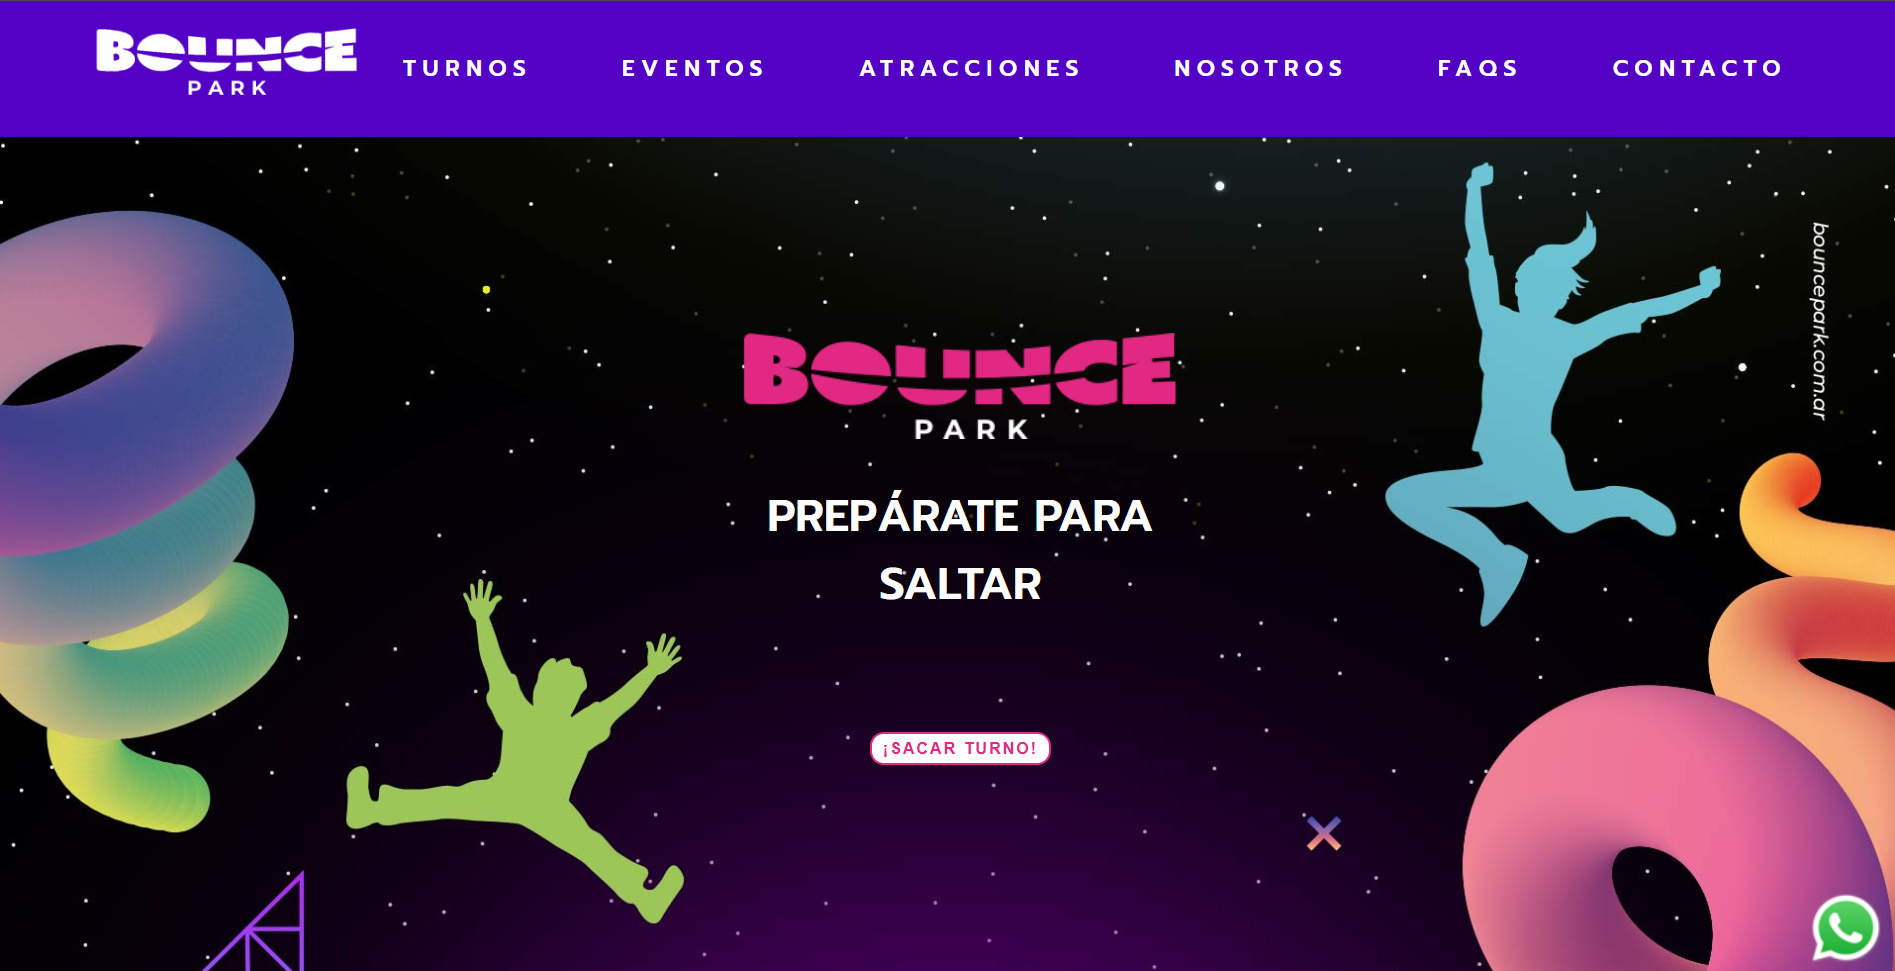 BOUNCE
PARK
TURNOS EVENTOS ATRACCIONES NOSOTROS FAQS CONTACTO
bouncepark.com.ar
BOUNCE
PARK
PREPÁRATE PARA
SALTAR
¡SACAR TURNO!